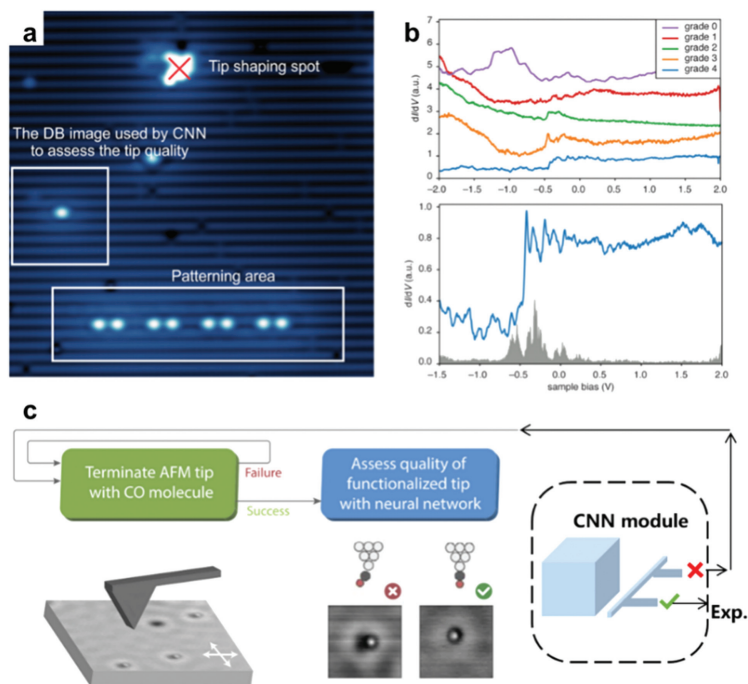 a
Tip shaping spot
The DB image used by CNN
to assess the tip quality
Patterning area
b
7
6
5
4
3
2
1
0
dI/dV (a.u.)
grade 0
grade 1
grade 2
grade 3
grade 4
−2.0 −1.5 −1.0 −0.5 0.0 0.5 1.0 1.5 2.0
1.0
0.8
0.6
0.4
0.2
0.0
dI/dV (a.u.)
−1.5 −1.0 −0.5 0.0 0.5 1.0 1.5 2.0
sample bias (V)
c
Terminate AFM tip
with CO molecule
Failure
Success
Assess quality of
functionalized tip
with neural network
CNN module
Exp.